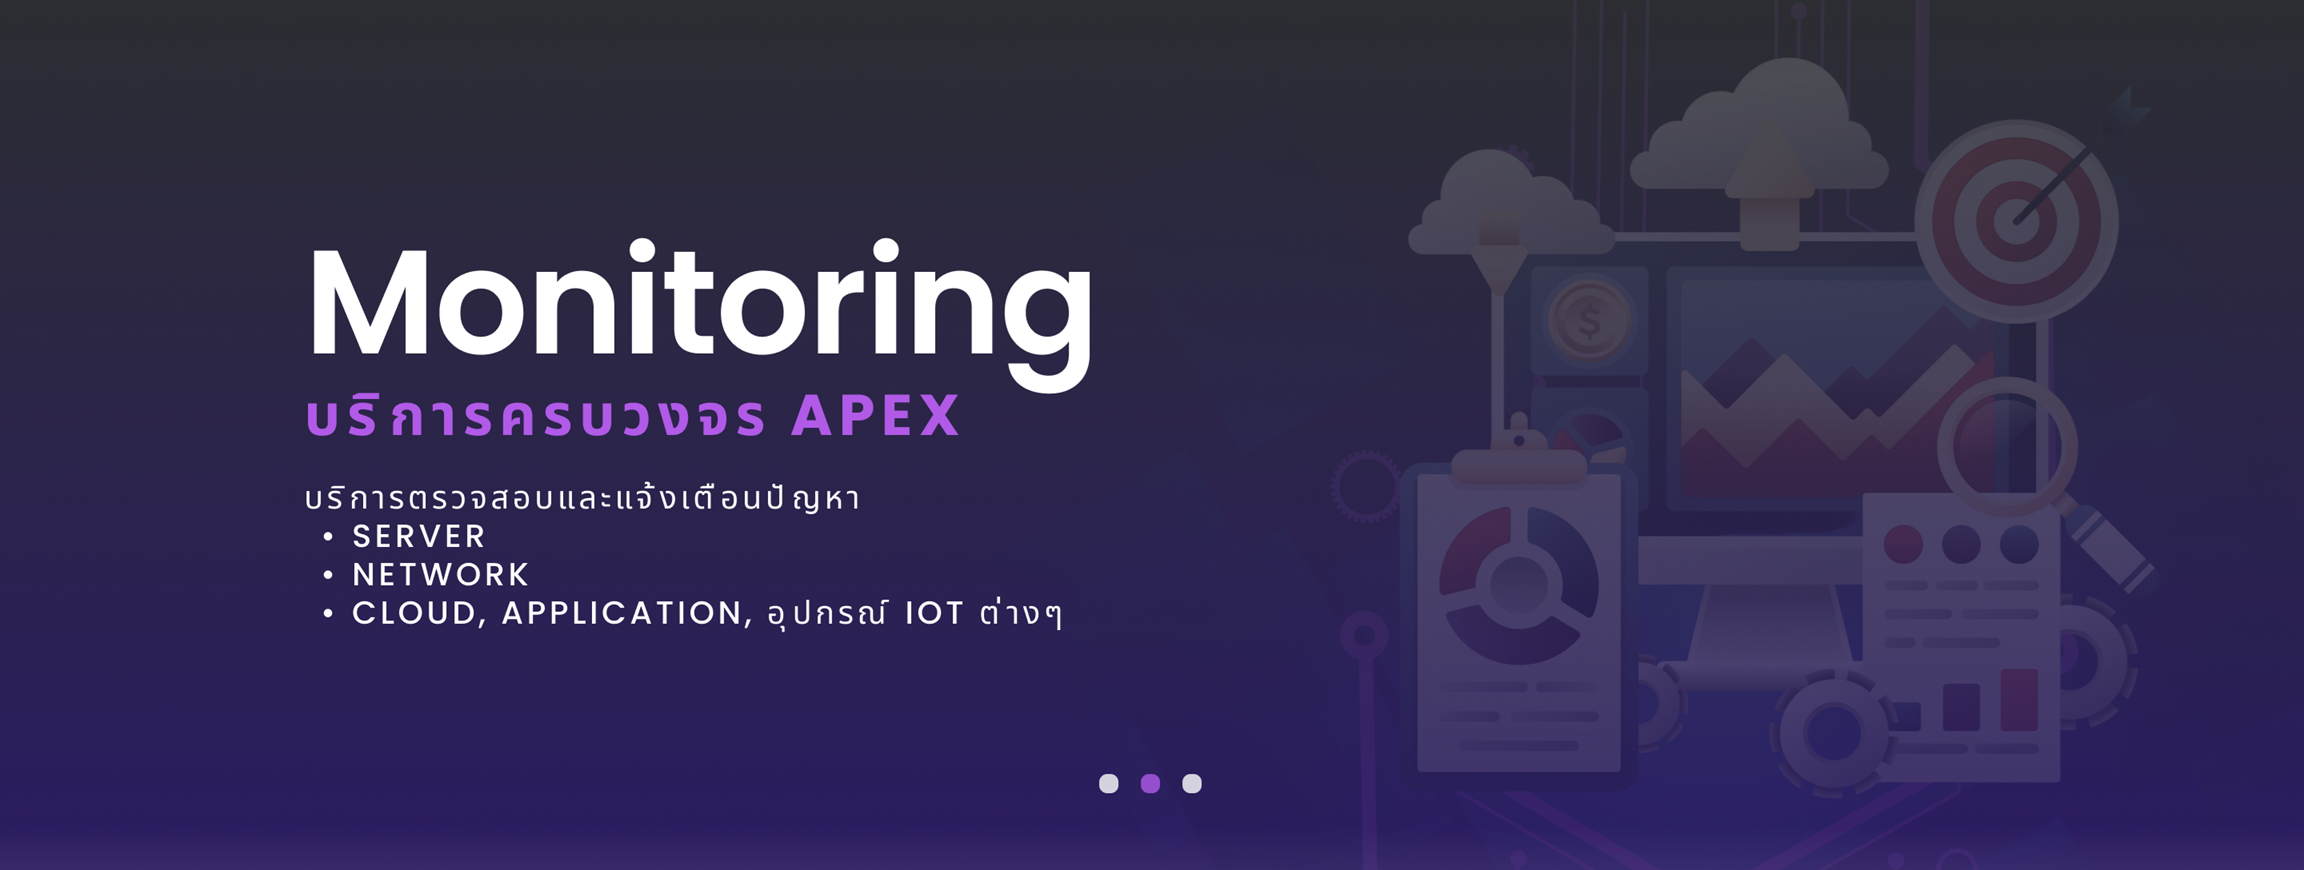 Monitoring
บริการครบวงจร APEX
บริการตรวจสอบและแจ้งเตือนปัญหา
• SERVER
• NETWORK
• CLOUD, APPLICATION, อุปกรณ์ IOT ต่างๆ
$